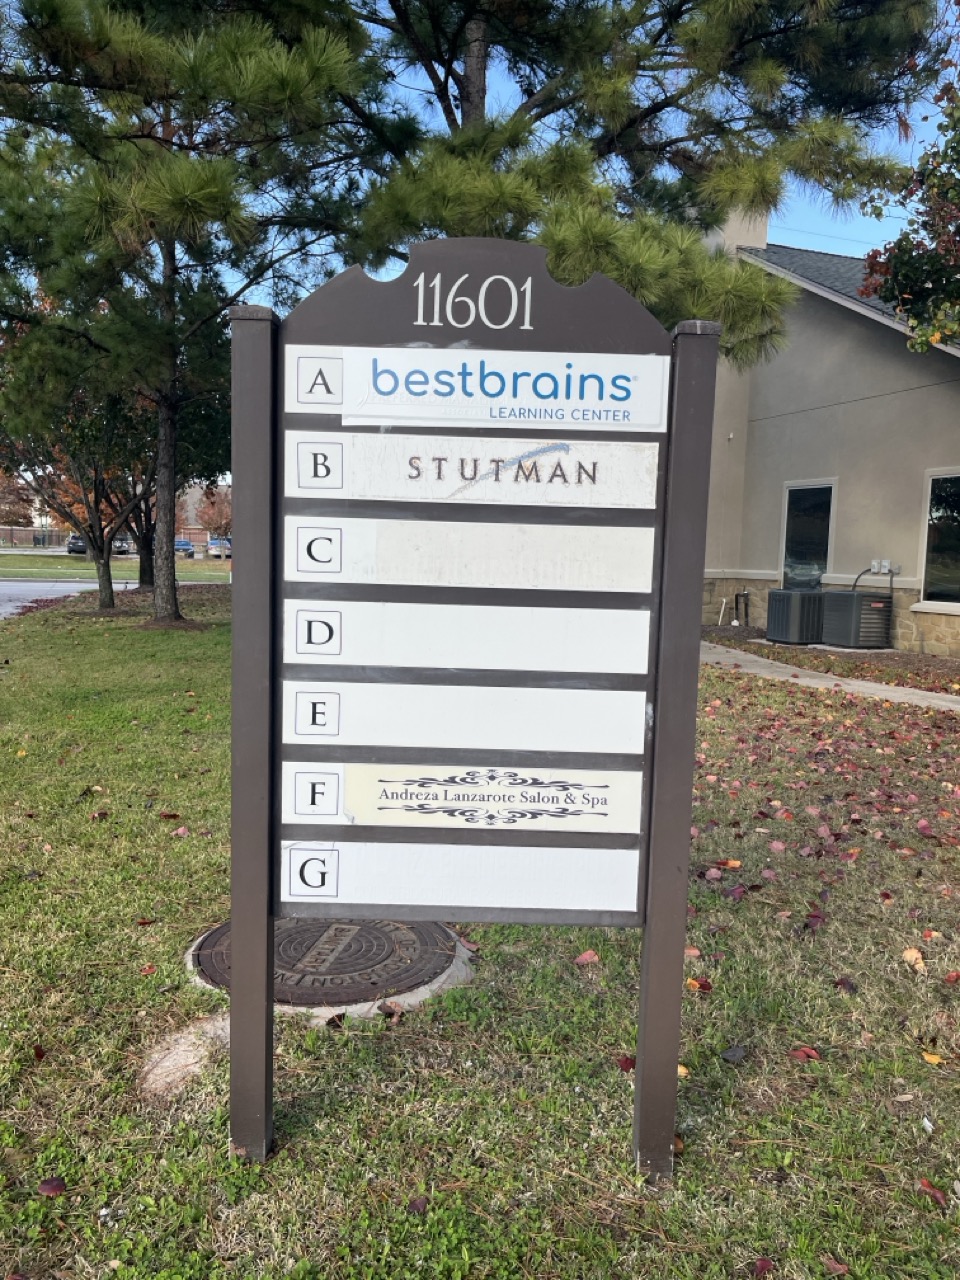 11601
A bestbrains
LEARNING CENTER
B STUTMAN
C
D
E
F Andreza Lanzarote Salon & Spa
G